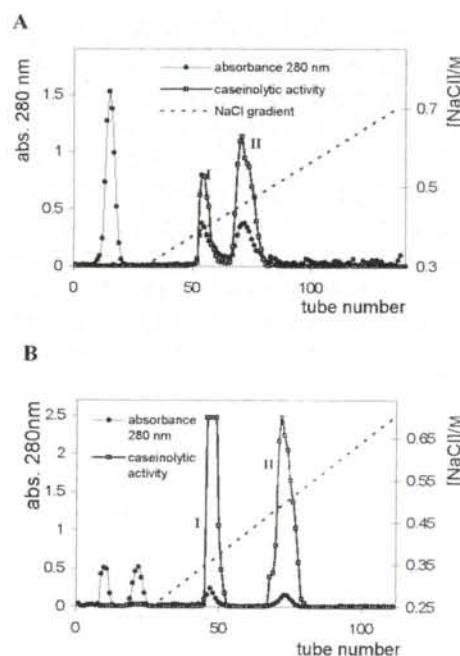 A
absorbance 280 nm
caseinolytic activity
NaCl gradient
abs. 280 nm
[NaCl]/M
1.5
1
0.5
0
0.7
0.5
0.3
I
II
0
50
100
tube number
B
absorbance
280 nm
caseinolytic
activity
abs. 280nm
[NaCl]/M
2.5
2
1.5
1
0.5
0
0.65
0.55
0.45
0.35
0.25
I
II
0
50
100
tube number